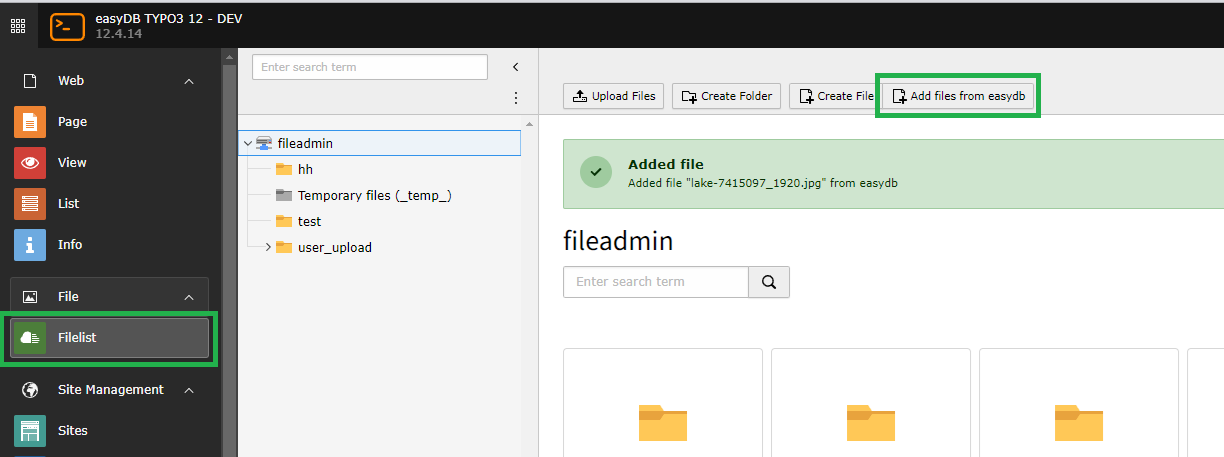 easyDB TYPO3 12 - DEV
12.4.14
Web
Page
View
List
Info
File
Filelist
Site Management
Sites
Enter search term
fileadmin
hh
Temporary files (_temp_)
test
user_upload
Upload Files
Create Folder
Create File
Add files from easydb
Added file
Added file "lake-7415097_1920.jpg" from easydb
fileadmin
Enter search term